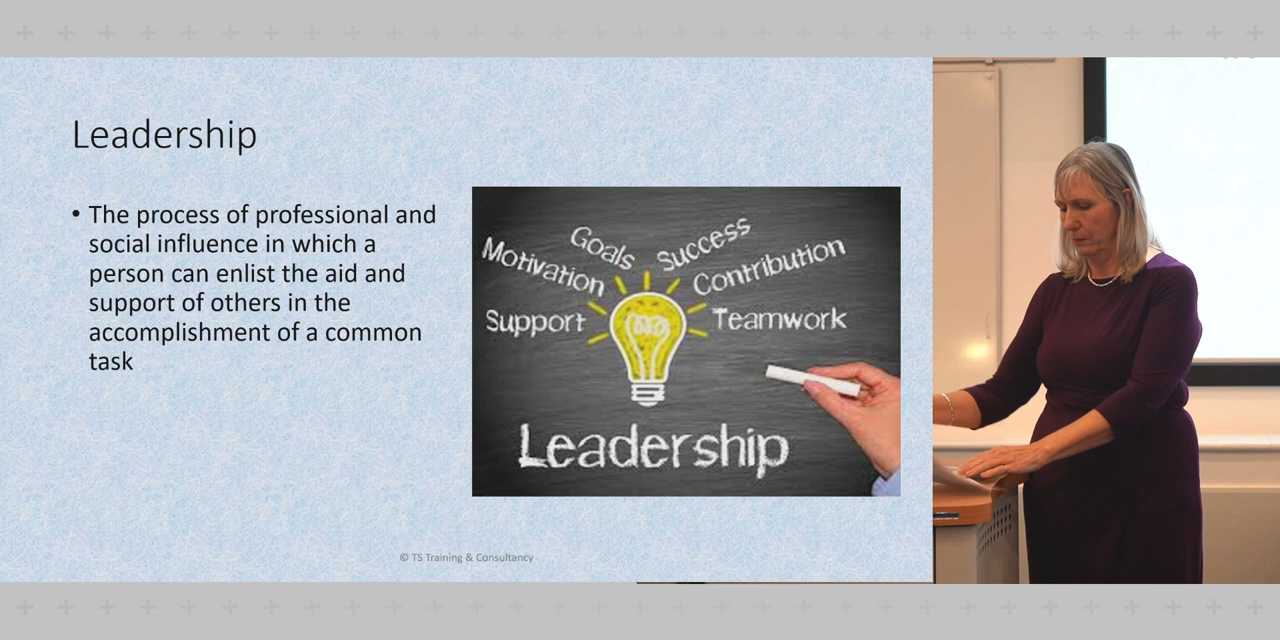 Leadership
• The process of professional and
social influence in which a
person can enlist the aid and
support of others in the
accomplishment of a common
task
Motivation
Goals
Success
Contribution
Support
Teamwork
Leadership
© TS Training & Consultancy